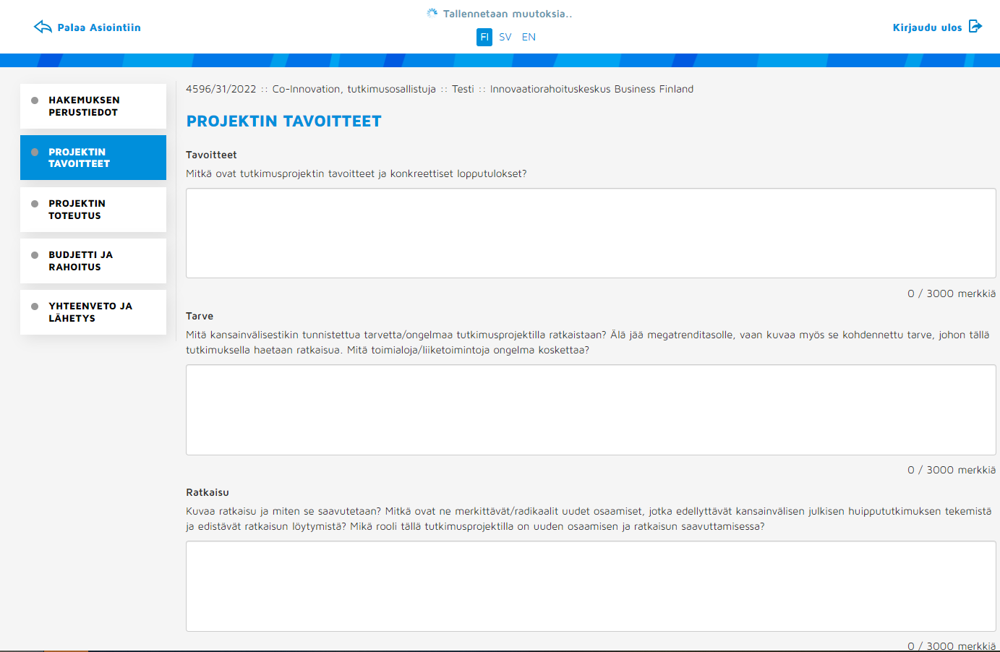 Tallennetaan muutoksia..
Palaa Asiointiin
FI SV EN
Kirjaudu ulos
HAKEMUKSEN
PERUSTIEDOT
PROJEKTIN
TAVOITTEET
PROJEKTIN
TOTEUTUS
BUDJETTI JA
RAHOITUS
YHTEENVETO JA
LÄHETYS
4596/31/2022 :: Co-Innovation, tutkimusosallistuja :: Testi :: Innovaatiorahoituskeskus Business Finland
PROJEKTIN TAVOITTEET
Tavoitteet
Mitkä ovat tutkimusprojektin tavoitteet ja konkreettiset lopputulokset?
0 / 3000 merkkiä
Tarve
Mitä kansainvälisestikin tunnistettua tarvetta/ongelmaa tutkimusprojektilla ratkaistaan? Älä jää megatrenditasolle, vaan kuvaa myös se kohdennettu tarve, johon tällä
tutkimuksella haetaan ratkaisua. Mitä toimialoja/liiketoimintoja ongelma koskettaa?
0 / 3000 merkkiä
Ratkaisu
Kuvaa ratkaisu ja miten se saavutetaan? Mitkä ovat ne merkittävät/radikaalit uudet osaamiset, jotka edellyttävät kansainvälisen julkisen huippututkimuksen tekemistä
ja edistävät ratkaisun löytymistä? Mikä rooli tällä tutkimusprojektilla on uuden osaamisen ja ratkaisun saavuttamisessa?
0 / 3000 merkkiä